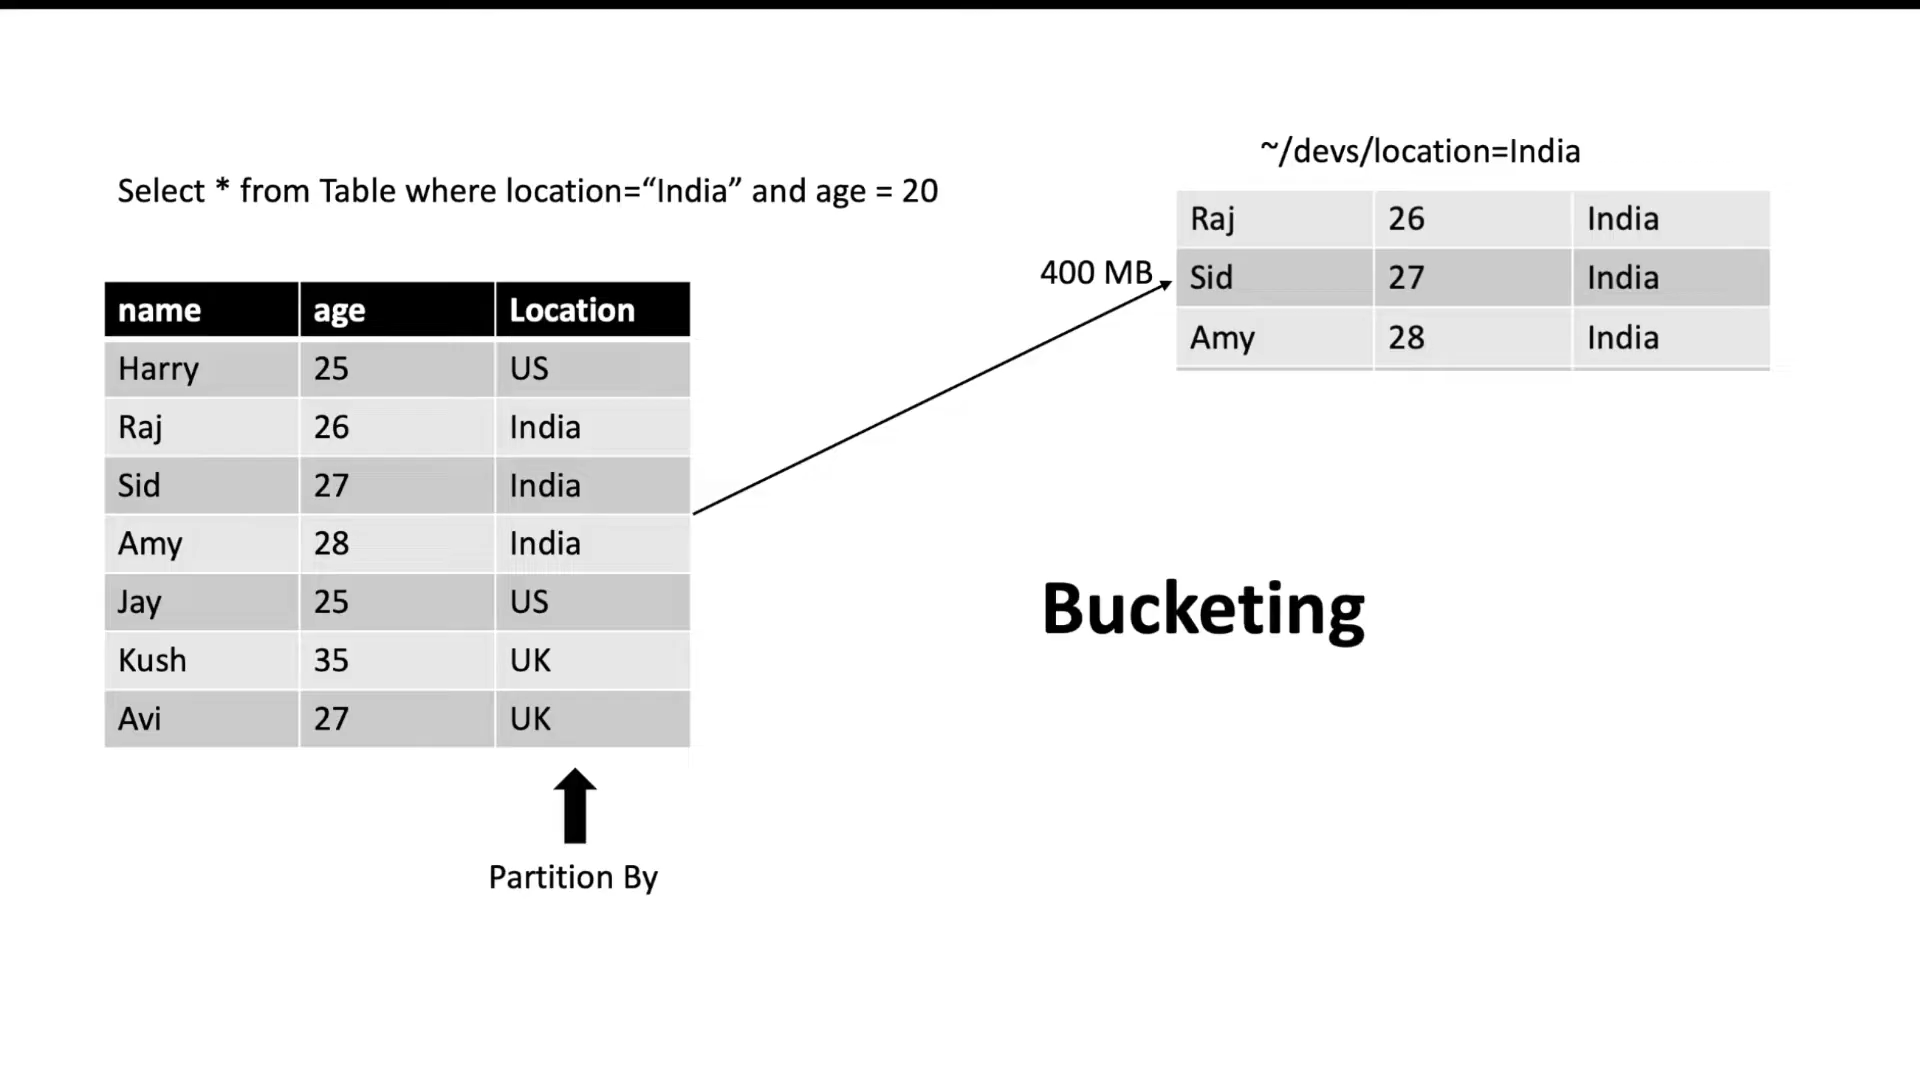 Select * from Table where location=“India” and age = 20
name age Location
Harry 25 US
Raj 26 India
Sid 27 India
Amy 28 India
Jay 25 US
Kush 35 UK
Avi 27 UK
Partition By
~/devs/location=India
400 MB
Raj 26 India
Sid 27 India
Amy 28 India
Bucketing